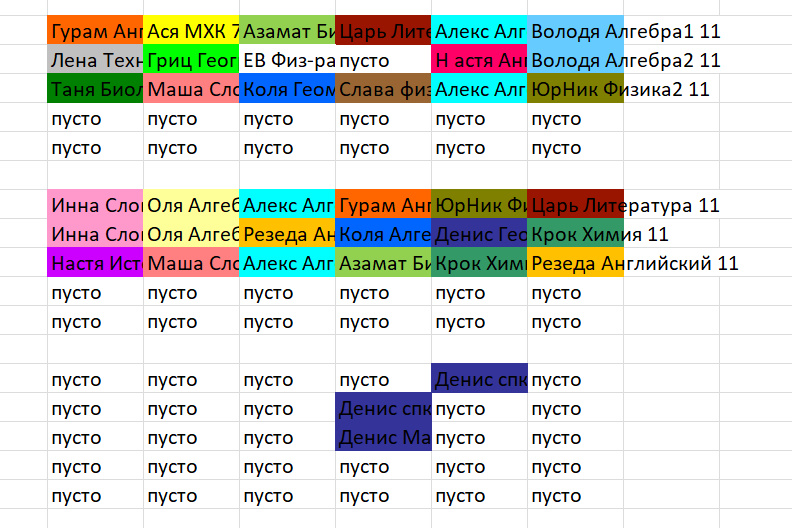 Гурам Анг Ася МХК 7 Азамат Би Царь Лите Алекс Алг Володя Алгебра1 11
Лена Техн Гриц Геог ЕВ Физ-ра пусто Н астя Анг Володя Алгебра2 11
Таня Биол Маша Сло Коля Геом Слава физ Алекс Алг ЮрНик Физика2 11
пусто пусто пусто пусто пусто пусто
пусто пусто пусто пусто пусто пусто
Инна Слов Оля Алгеб Алекс Алг Гурам Анг ЮрНик Фи Царь Литература 11
Инна Слов Оля Алгеб Резеда Ан Коля Алге Денис Гео Крок Химия 11
Настя Ист Маша Сло Алекс Алг Азамат Би Крок Хим Резеда Английский 11
пусто пусто пусто пусто пусто пусто
пусто пусто пусто пусто пусто пусто
пусто пусто пусто пусто Денис спк пусто
пусто пусто пусто Денис спк пусто пусто
пусто пусто пусто Денис Ма пусто пусто
пусто пусто пусто пусто пусто пусто
пусто пусто пусто пусто пусто пусто